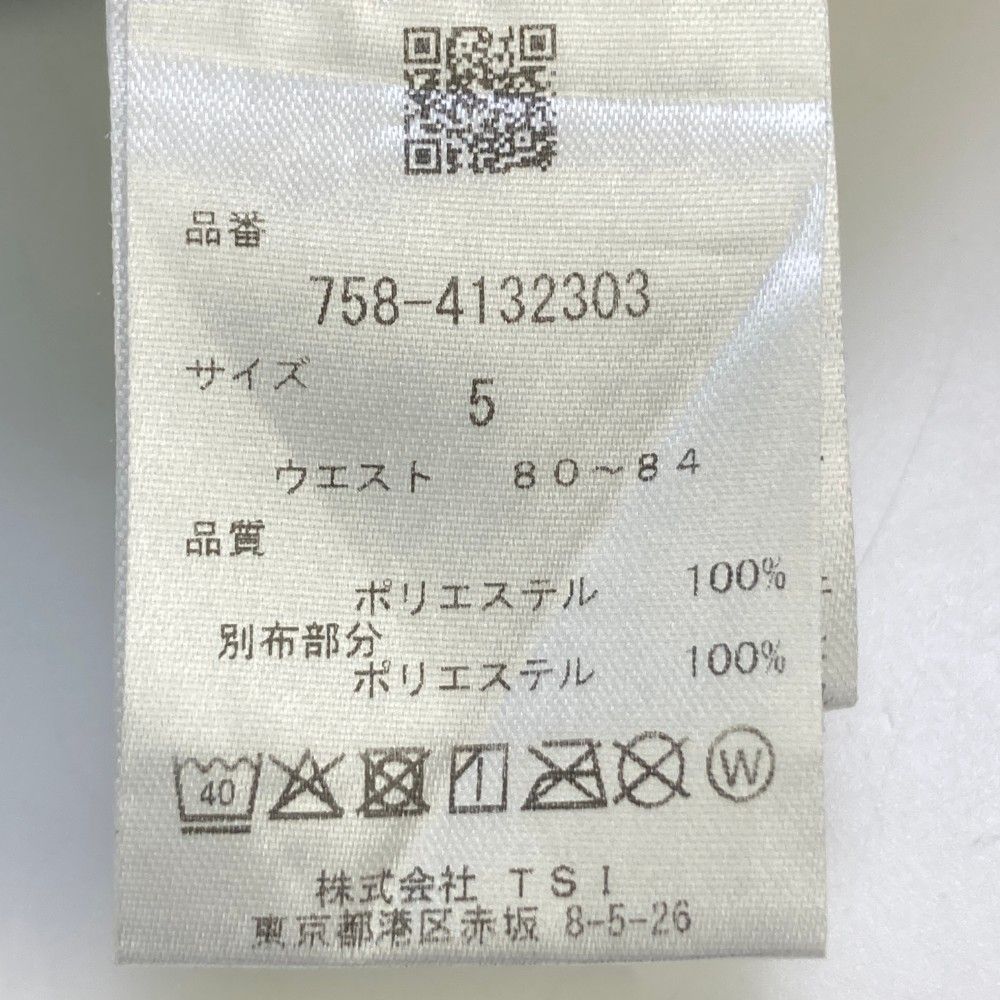 品番
758-4132303
サイズ
5
ウエスト 80~84
品質
ポリエステル 100%
別布部分
ポリエステル 100%
40 W
株式会社 TSI
東京都港区赤坂 8-5-26